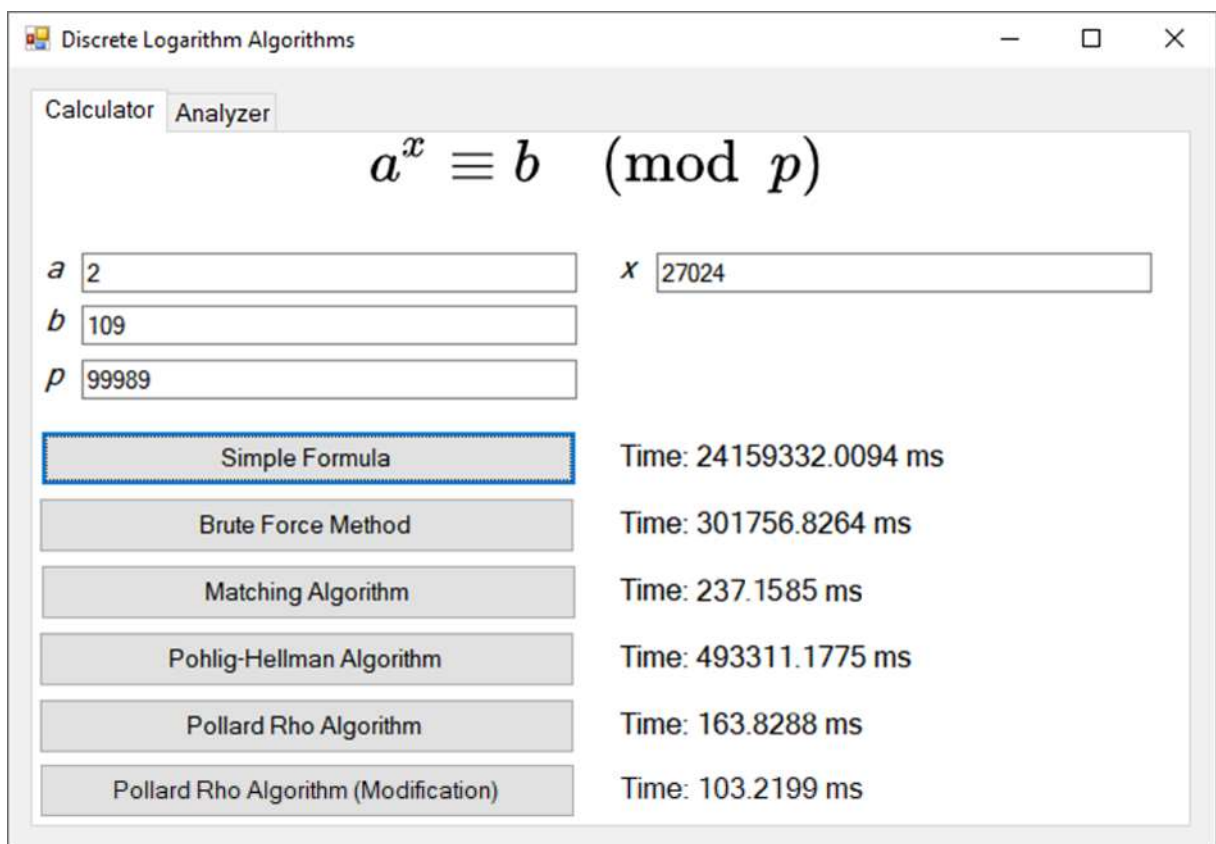 Discrete Logarithm Algorithms
Calculator Analyzer
a^x ≡ b (mod p)
a 2 x 27024
b 109
p 99989
Simple Formula Time: 24159332.0094 ms
Brute Force Method Time: 301756.8264 ms
Matching Algorithm Time: 237.1585 ms
Pohlig-Hellman Algorithm Time: 493311.1775 ms
Pollard Rho Algorithm Time: 163.8288 ms
Pollard Rho Algorithm (Modification) Time: 103.2199 ms